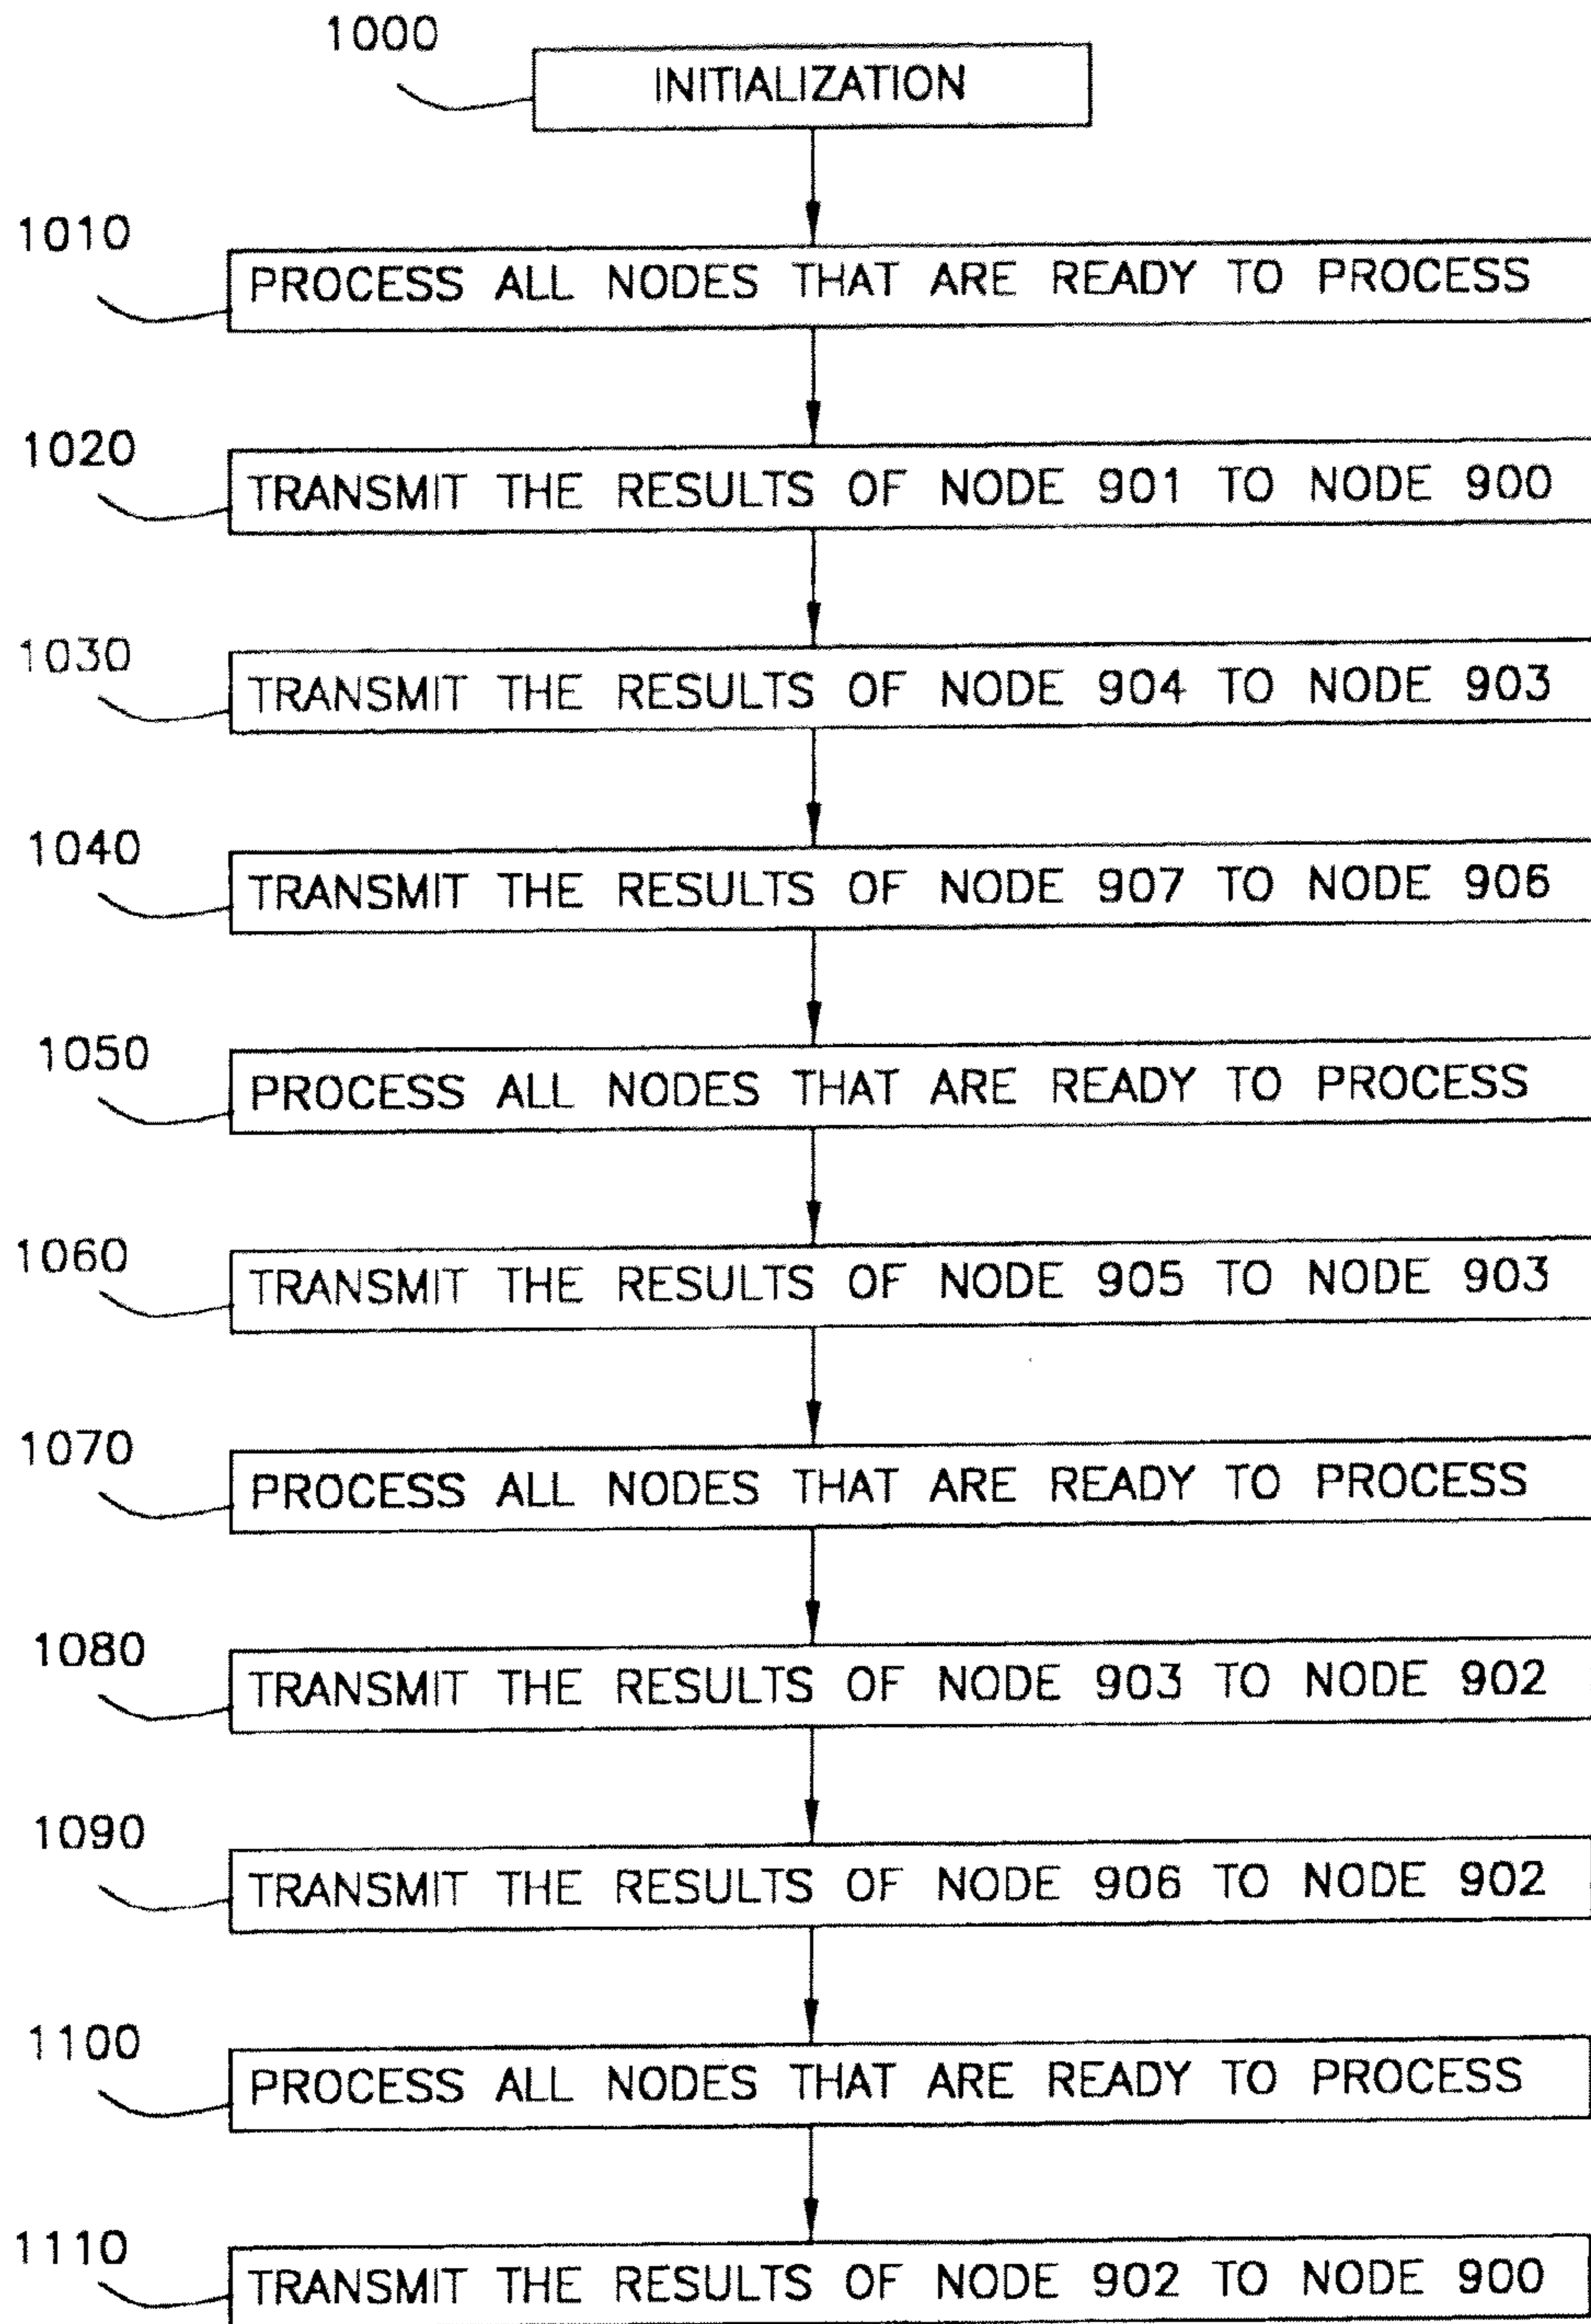 1000
INITIALIZATION
1010
PROCESS ALL NODES THAT ARE READY TO PROCESS
1020
TRANSMIT THE RESULTS OF NODE 901 TO NODE 900
1030
TRANSMIT THE RESULTS OF NODE 904 TO NODE 903
1040
TRANSMIT THE RESULTS OF NODE 907 TO NODE 906
1050
PROCESS ALL NODES THAT ARE READY TO PROCESS
1060
TRANSMIT THE RESULTS OF NODE 905 TO NODE 903
1070
PROCESS ALL NODES THAT ARE READY TO PROCESS
1080
TRANSMIT THE RESULTS OF NODE 903 TO NODE 902
1090
TRANSMIT THE RESULTS OF NODE 906 TO NODE 902
1100
PROCESS ALL NODES THAT ARE READY TO PROCESS
1110
TRANSMIT THE RESULTS OF NODE 902 TO NODE 900